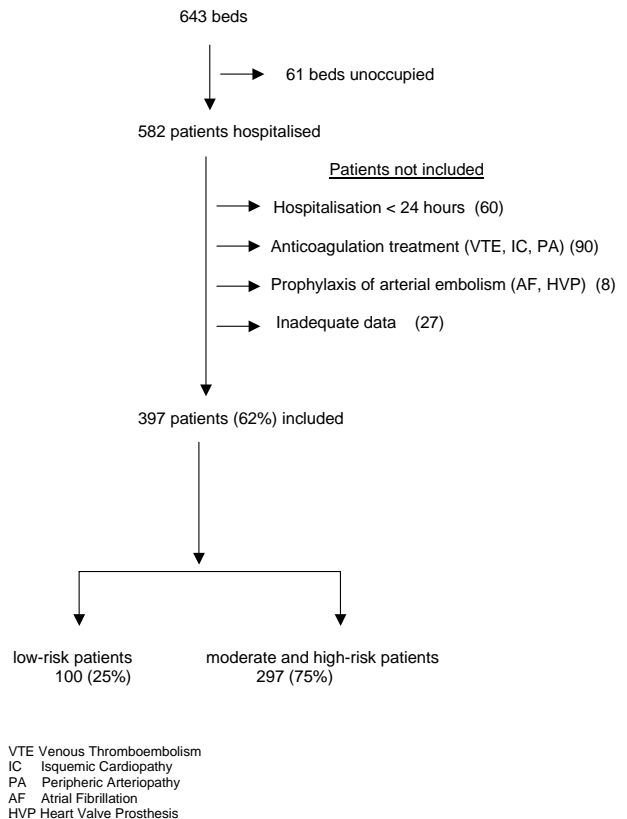 643 beds
61 beds unoccupied
582 patients hospitalised
Patients not included
Hospitalisation < 24 hours (60)
Anticoagulation treatment (VTE, IC, PA) (90)
Prophylaxis of arterial embolism (AF, HVP) (8)
Inadequate data (27)
397 patients (62%) included
low-risk patients
100 (25%)
moderate and high-risk patients
297 (75%)
VTE Venous Thromboembolism
IC Isquemic Cardiopathy
PA Peripheric Arteriopathy
AF Atrial Fibrillation
HVP Heart Valve Prosthesis